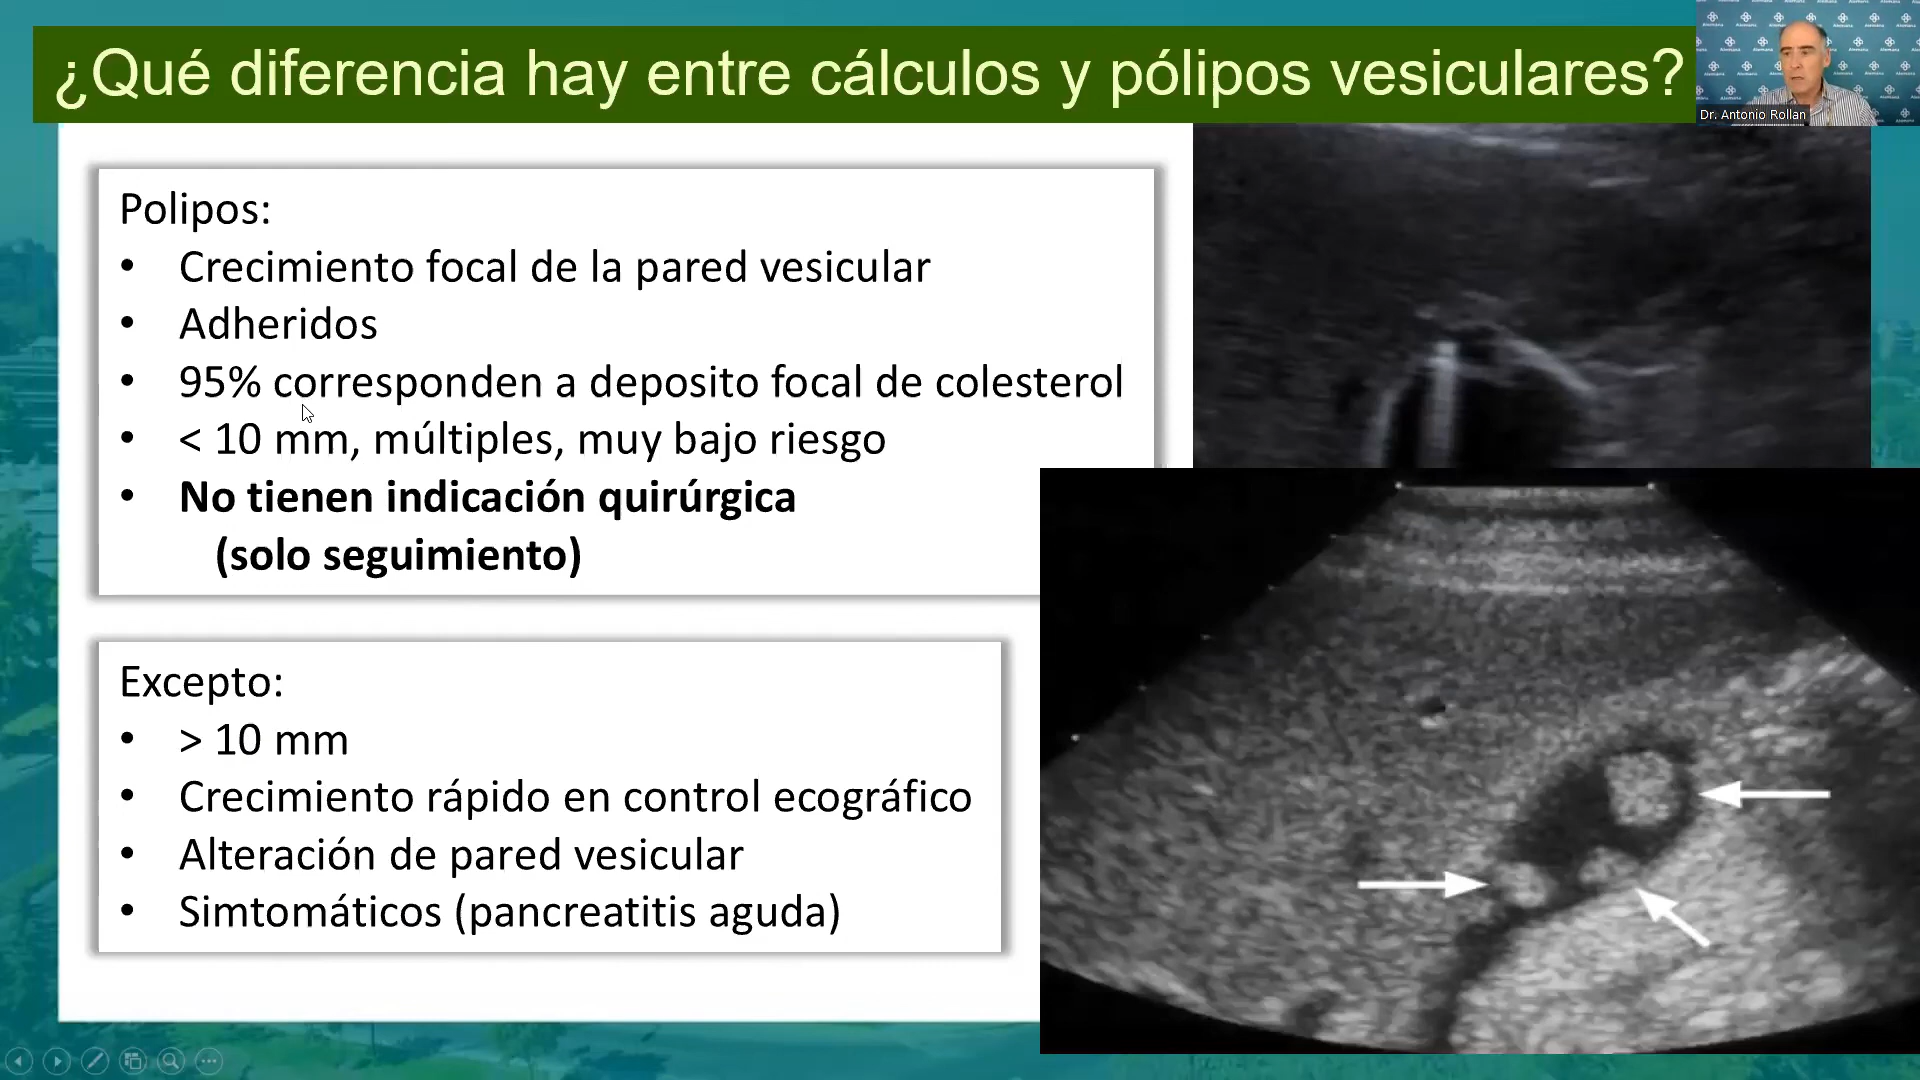 ¿Qué diferencia hay entre cálculos y pólipos vesiculares?
Dr. Antonio Rollan
Polipos:
• Crecimiento focal de la pared vesicular
• Adheridos
• 95% corresponden a deposito focal de colesterol
• < 10 mm, múltiples, muy bajo riesgo
• No tienen indicación quirúrgica
(solo seguimiento)
Excepto:
• > 10 mm
• Crecimiento rápido en control ecográfico
• Alteración de pared vesicular
• Simtomáticos (pancreatitis aguda)